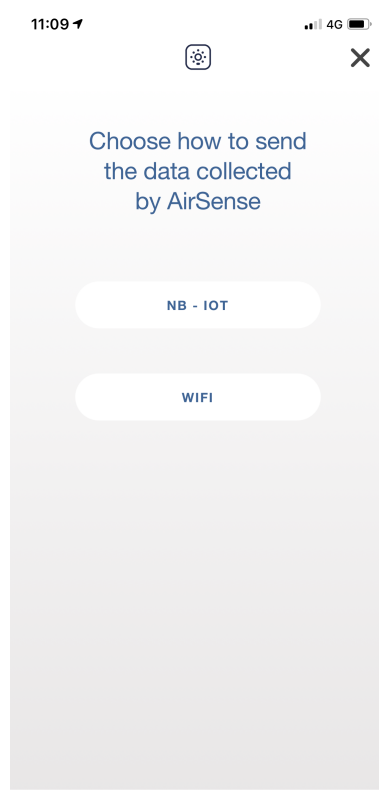 11:09
4G
Choose how to send
the data collected
by AirSense
NB - IOT
WIFI